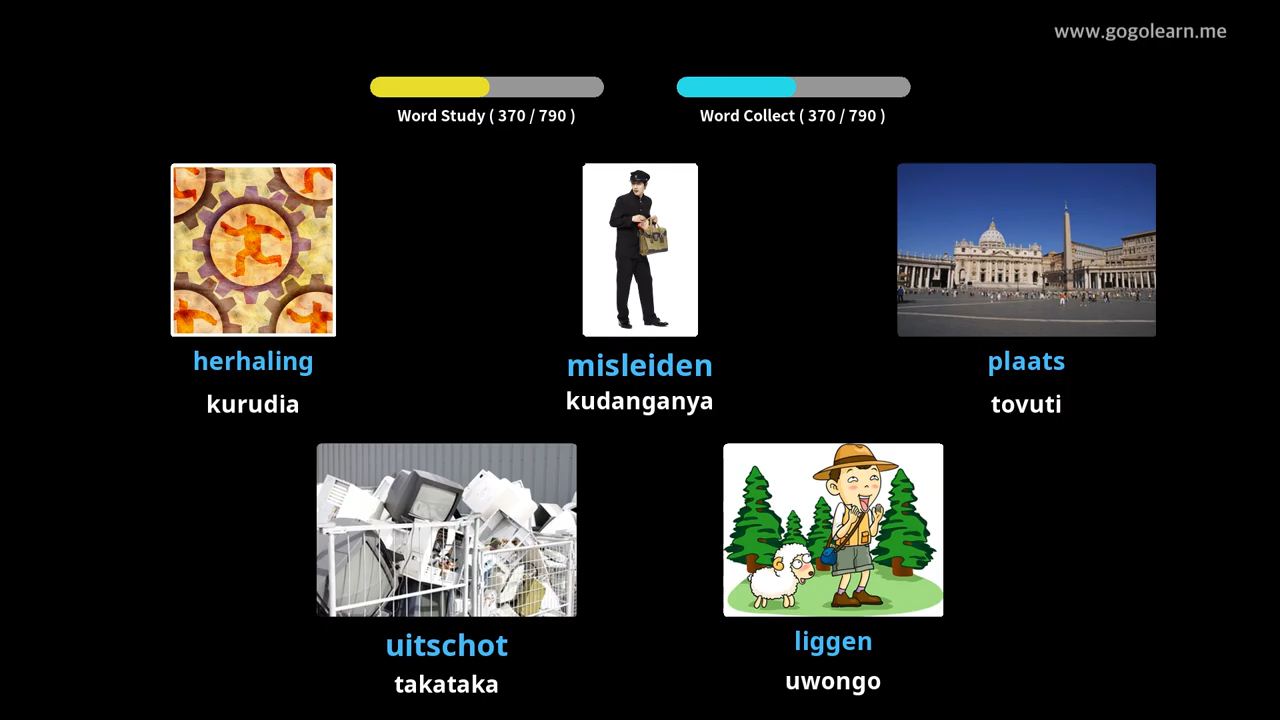 www.gogolearn.me
Word Study ( 370 / 790 )
Word Collect ( 370 / 790 )
herhaling
kurudia
misleiden
kudanganya
plaats
tovuti
uitschot
takataka
liggen
uwongo